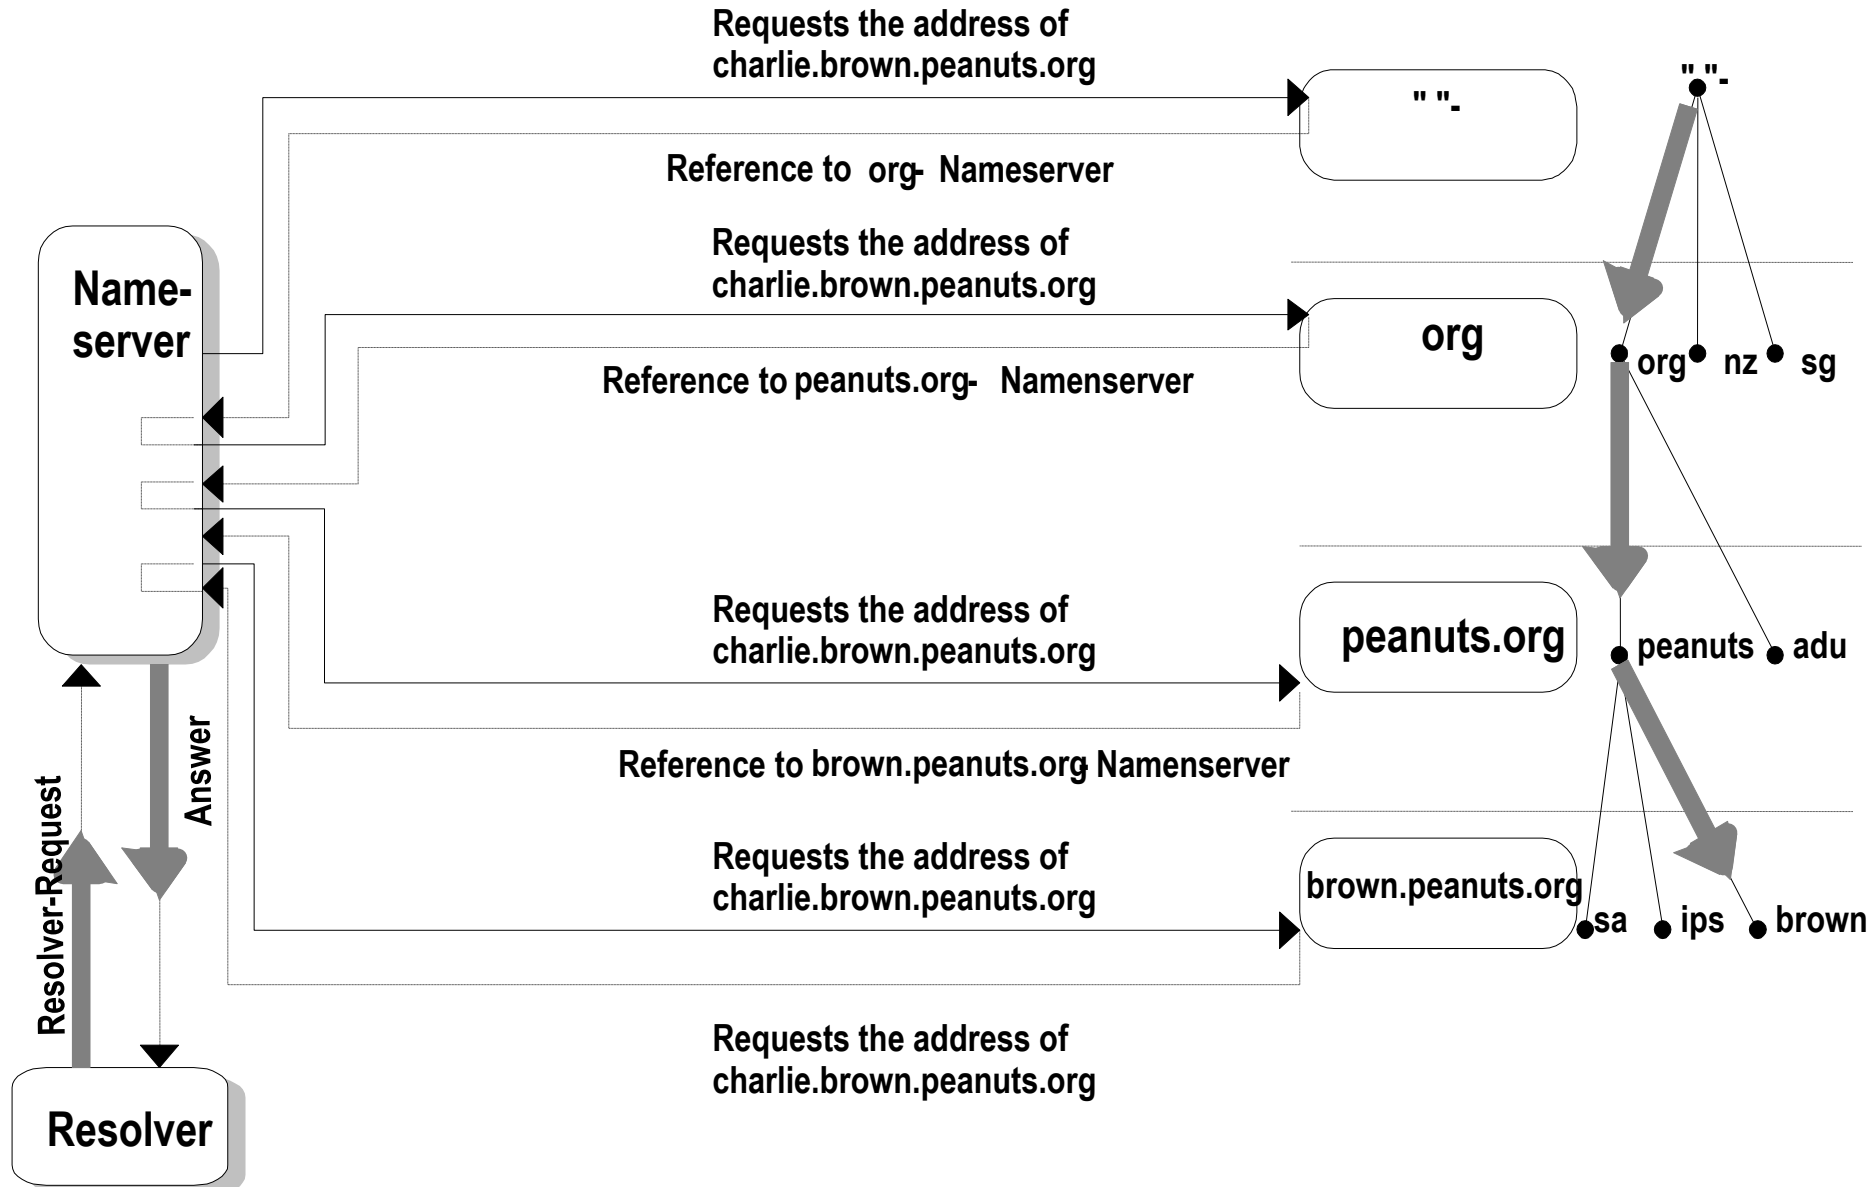 Requests the address of
charlie.brown.peanuts.org
" "-
" "-
Reference to org- Nameserver
Name-
server
Requests the address of
charlie.brown.peanuts.org
org
org nz sg
Reference to peanuts.org- Namenserver
Requests the address of
charlie.brown.peanuts.org
peanuts.org
peanuts adu
Reference to brown.peanuts.org- Namenserver
Answer
Resolver-Request
Requests the address of
charlie.brown.peanuts.org
brown.peanuts.org
sa ips brown
Requests the address of
charlie.brown.peanuts.org
Resolver